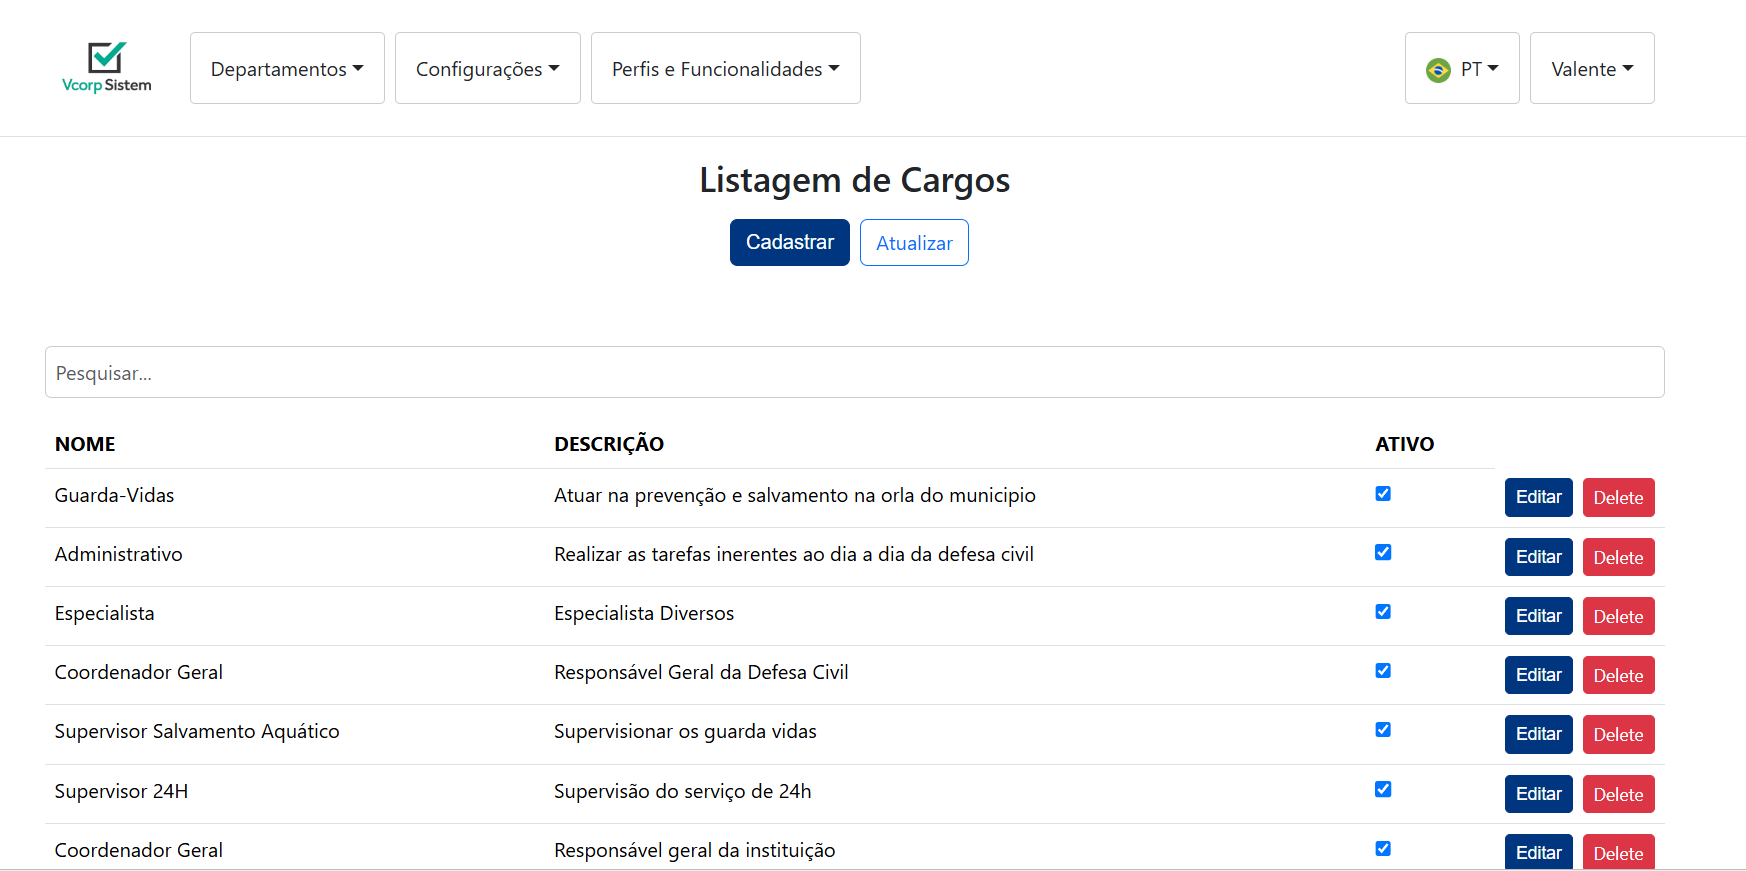 Vcorp Sistem
Departamentos
Configurações
Perfis e Funcionalidades
PT
Valente
Listagem de Cargos
Cadastrar
Atualizar
Pesquisar...
NOME DESCRIÇÃO ATIVO
Guarda-Vidas Atuar na prevenção e salvamento na orla do municipio Editar Delete
Administrativo Realizar as tarefas inerentes ao dia a dia da defesa civil Editar Delete
Especialista Especialista Diversos Editar Delete
Coordenador Geral Responsável Geral da Defesa Civil Editar Delete
Supervisor Salvamento Aquático Supervisionar os guarda vidas Editar Delete
Supervisor 24H Supervisão do serviço de 24h Editar Delete
Coordenador Geral Responsável geral da instituição Editar Delete